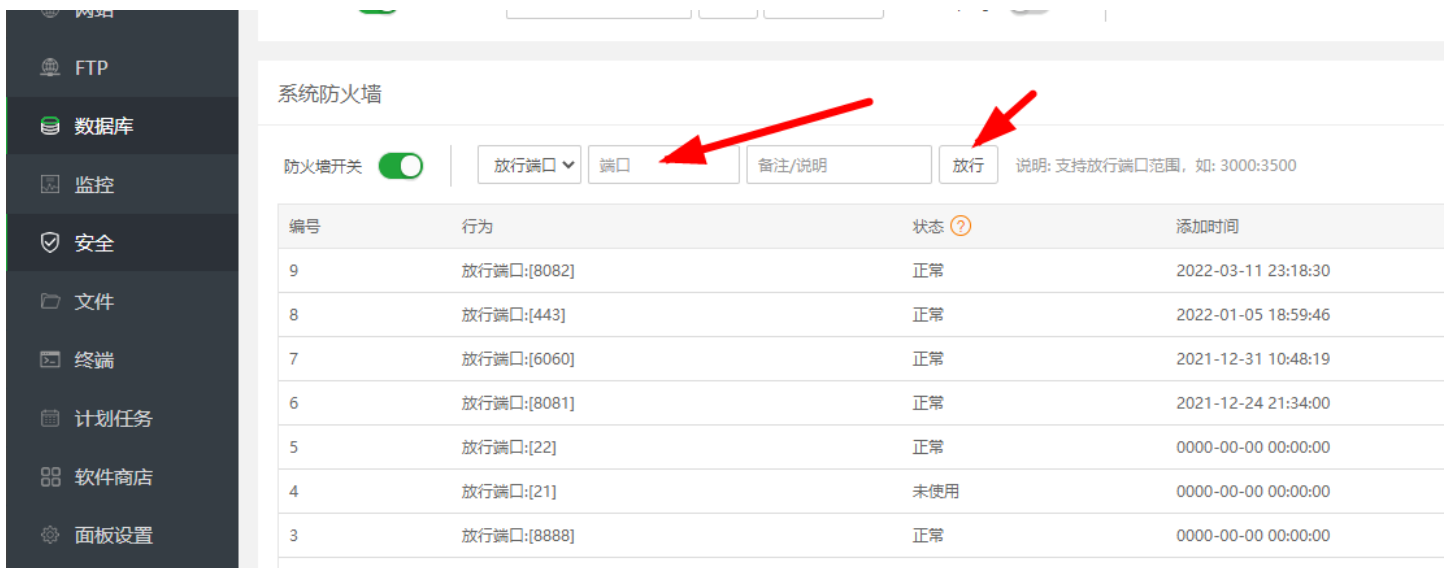 网站
FTP
数据库
监控
安全
文件
终端
计划任务
软件商店
面板设置
系统防火墙
防火墙开关 放行端口 端口 备注/说明 放行 说明: 支持放行端口范围，如: 3000:3500
编号 行为 状态 ? 添加时间
9 放行端口:[8082] 正常 2022-03-11 23:18:30
8 放行端口:[443] 正常 2022-01-05 18:59:46
7 放行端口:[6060] 正常 2021-12-31 10:48:19
6 放行端口:[8081] 正常 2021-12-24 21:34:00
5 放行端口:[22] 正常 0000-00-00 00:00:00
4 放行端口:[21] 未使用 0000-00-00 00:00:00
3 放行端口:[8888] 正常 0000-00-00 00:00:00